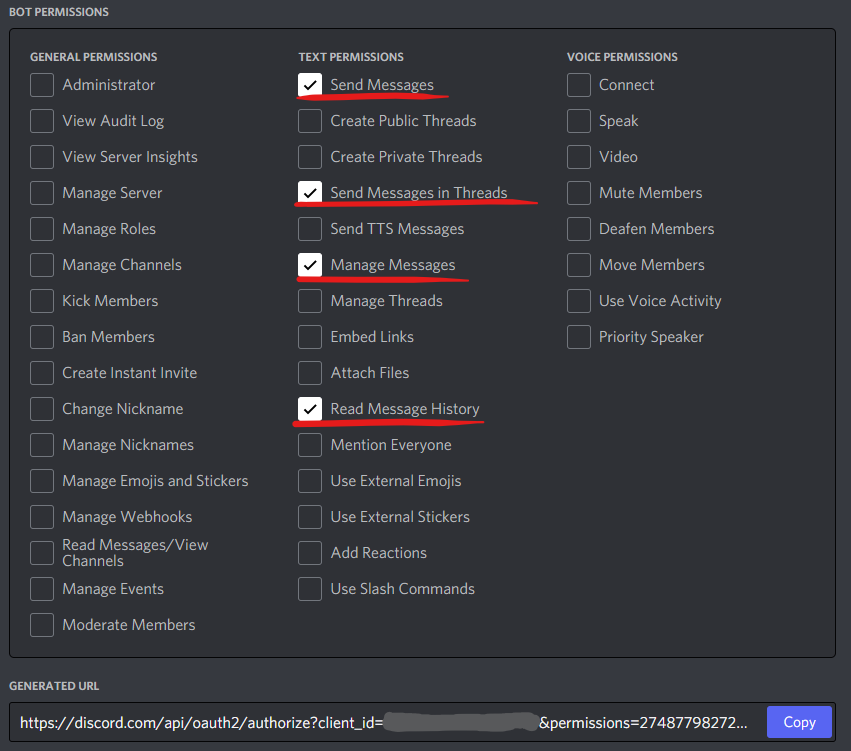 BOT PERMISSIONS
GENERAL PERMISSIONS
Administrator
View Audit Log
View Server Insights
Manage Server
Manage Roles
Manage Channels
Kick Members
Ban Members
Create Instant Invite
Change Nickname
Manage Nicknames
Manage Emojis and Stickers
Manage Webhooks
Read Messages/View
Channels
Manage Events
Moderate Members
TEXT PERMISSIONS
Send Messages
Create Public Threads
Create Private Threads
Send Messages in Threads
Send TTS Messages
Manage Messages
Manage Threads
Embed Links
Attach Files
Read Message History
Mention Everyone
Use External Emojis
Use External Stickers
Add Reactions
Use Slash Commands
VOICE PERMISSIONS
Connect
Speak
Video
Mute Members
Deafen Members
Move Members
Use Voice Activity
Priority Speaker
GENERATED URL
https://discord.com/api/oauth2/authorize?client_id= &permissions=27487798272... Copy